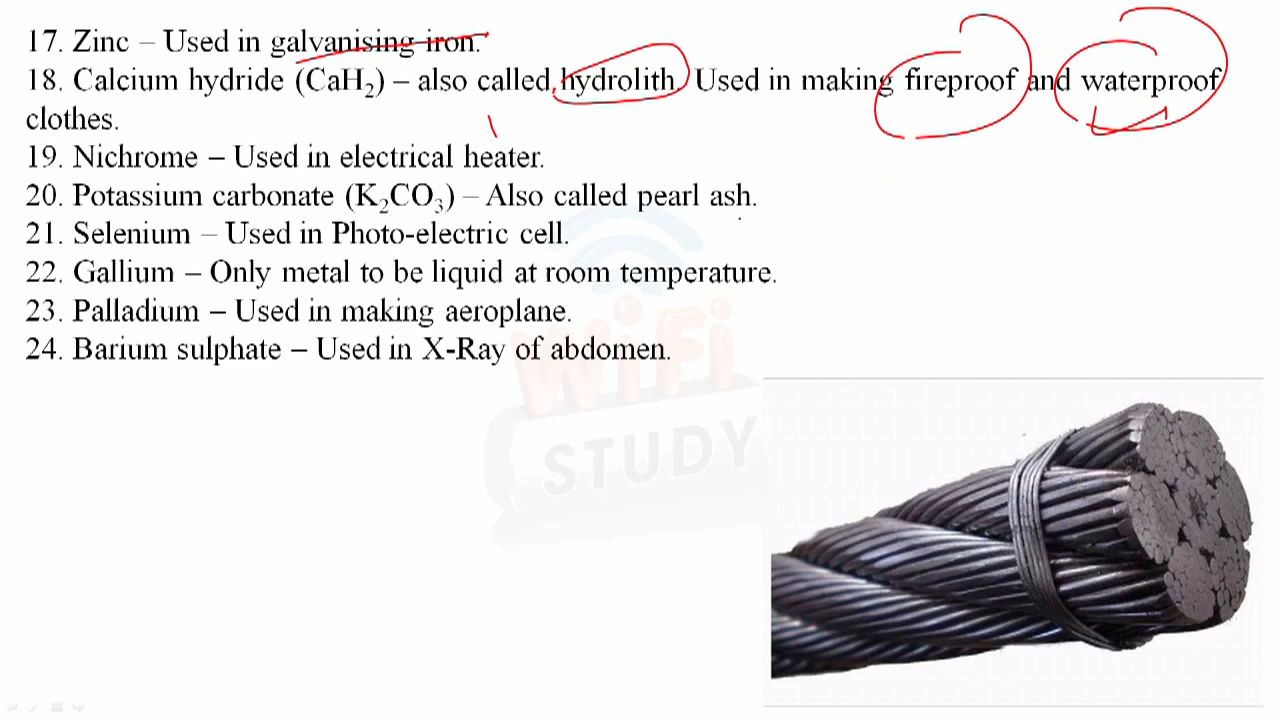 17. Zinc – Used in galvanising iron.
18. Calcium hydride (CaH₂) – also called hydrolith. Used in making fireproof and waterproof
clothes.
19. Nichrome – Used in electrical heater.
20. Potassium carbonate (K₂CO₃) – Also called pearl ash.
21. Selenium – Used in Photo-electric cell.
22. Gallium – Only metal to be liquid at room temperature.
23. Palladium – Used in making aeroplane.
24. Barium sulphate – Used in X-Ray of abdomen.
WiFi
STUDY